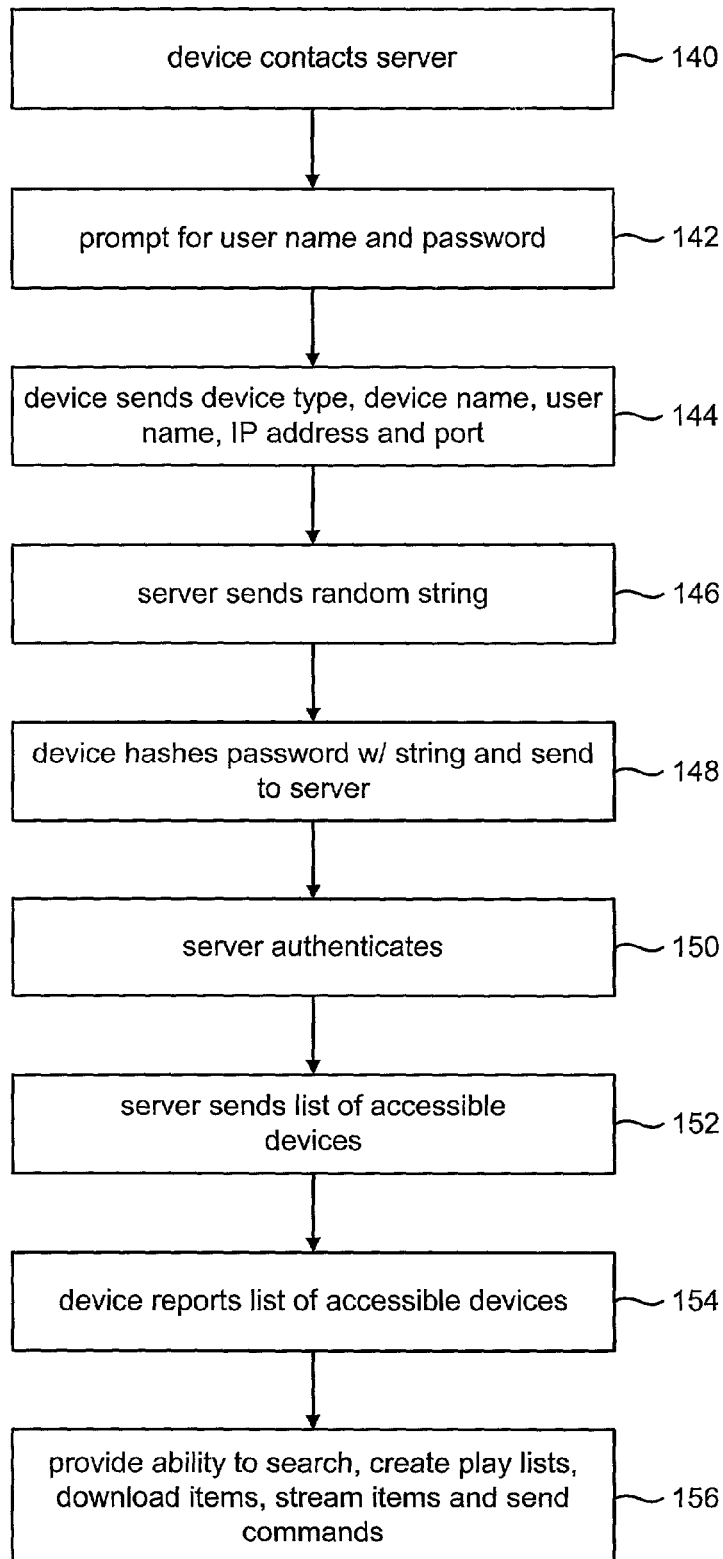 device contacts server
140
prompt for user name and password
142
device sends device type, device name, user
name, IP address and port
144
server sends random string
146
device hashes password w/ string and send
to server
148
server authenticates
150
server sends list of accessible
devices
152
device reports list of accessible devices
154
provide ability to search, create play lists,
download items, stream items and send
commands
156